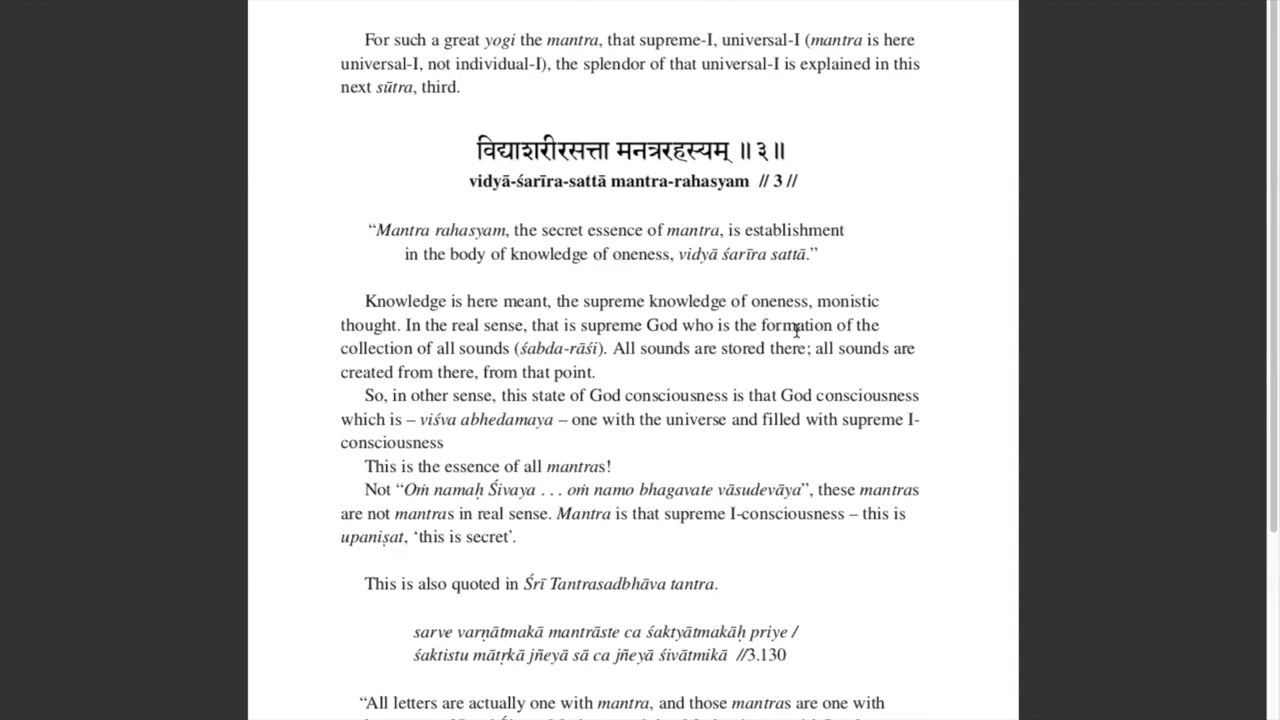 For such a great yogi the mantra, that supreme-I, universal-I (mantra is here
universal-I, not individual-I), the splendor of that universal-I is explained in this
next sūtra, third.
विद्याशरीरसत्ता मनत्ररहस्यम् ॥ ३ ॥
vidyā-śarīra-sattā mantra-rahasyam // 3 //
“Mantra rahasyam, the secret essence of mantra, is establishment
in the body of knowledge of oneness, vidyā śarīra sattā.”
Knowledge is here meant, the supreme knowledge of oneness, monistic
thought. In the real sense, that is supreme God who is the formation of the
collection of all sounds (śabda-rāśi). All sounds are stored there; all sounds are
created from there, from that point.
So, in other sense, this state of God consciousness is that God consciousness
which is – viśva abhedamaya – one with the universe and filled with supreme I-
consciousness
This is the essence of all mantras!
Not “Oṁ namaḥ Śivaya . . . oṁ namo bhagavate vāsudevāya”, these mantras
are not mantras in real sense. Mantra is that supreme I-consciousness – this is
upaniṣat, ‘this is secret’.
This is also quoted in Śrī Tantrasadbhāva tantra.
sarve varṇātmakā mantrāste ca śaktyātmakāḥ priye /
śaktistu mātṛkā jñeyā sā ca jñeyā śivātmikā //3.130
“All letters are actually one with mantra, and those mantras are one with